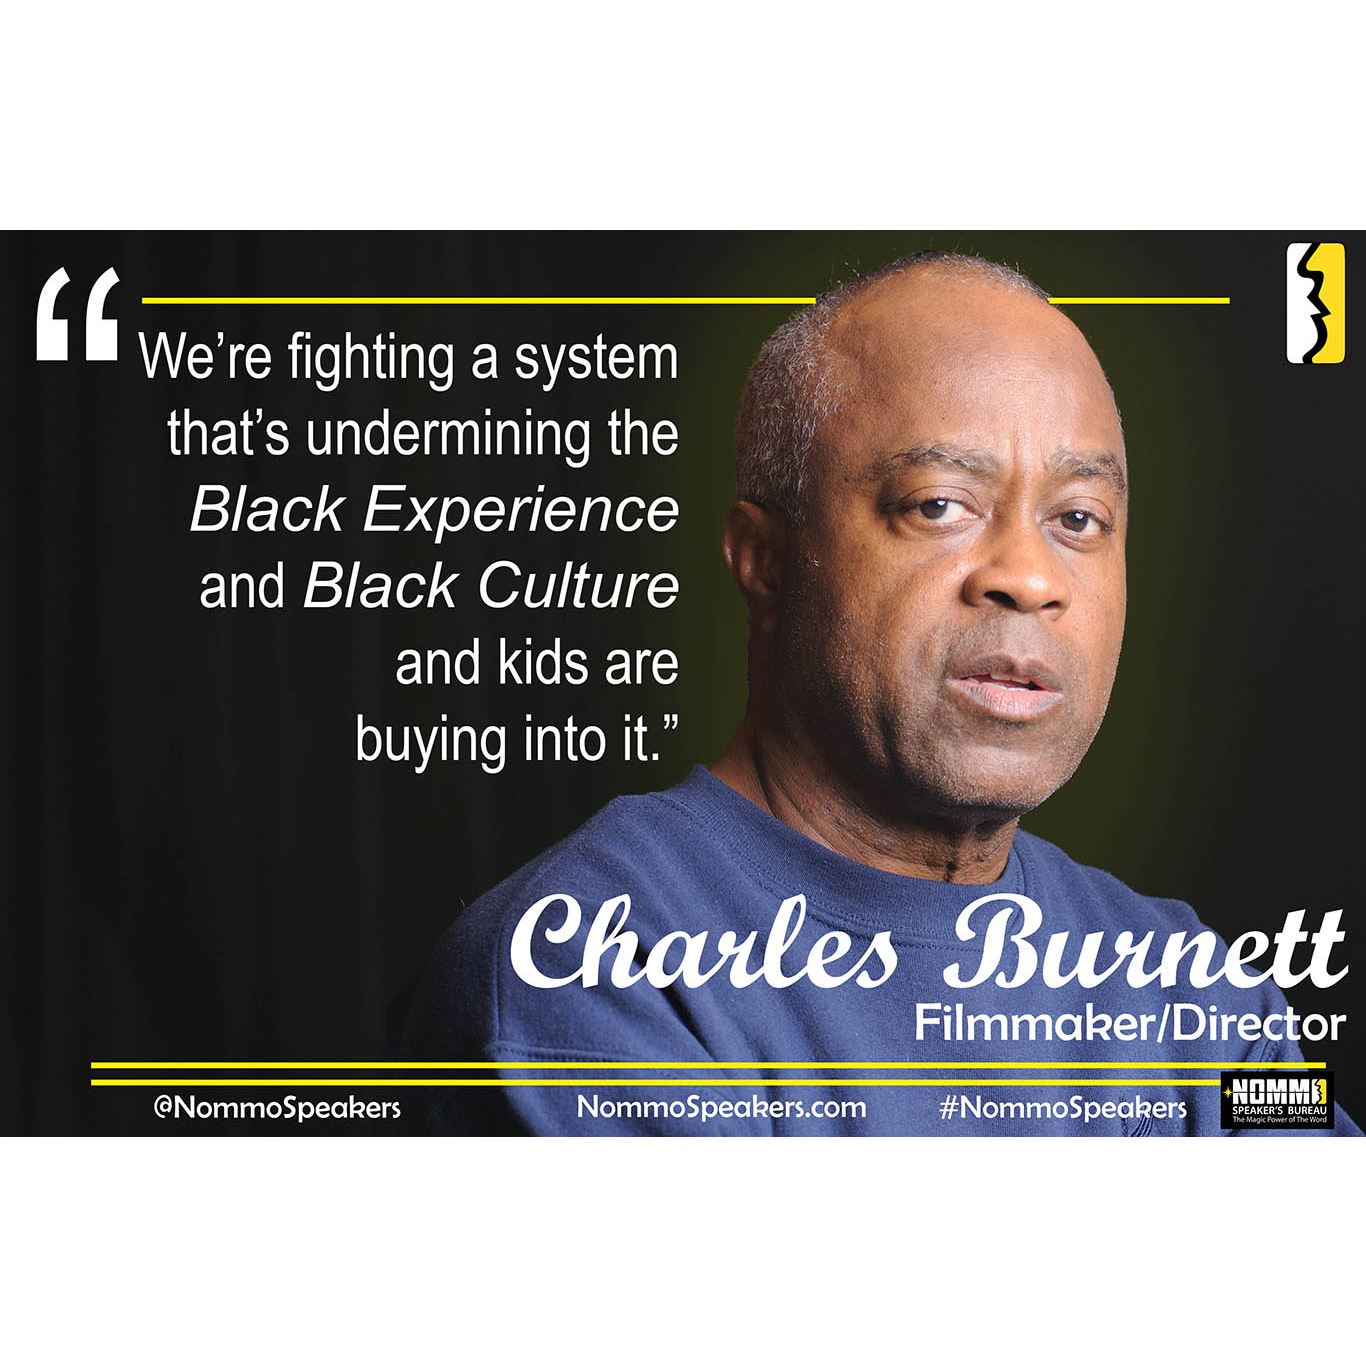 “We’re fighting a system
that’s undermining the
Black Experience
and Black Culture
and kids are
buying into it.”
Charles Burnett
Filmmaker/Director
@NommoSpeakers
NommoSpeakers.com
#NommoSpeakers
NOMMO
SPEAKER’S BUREAU
The Magic Power of The Word